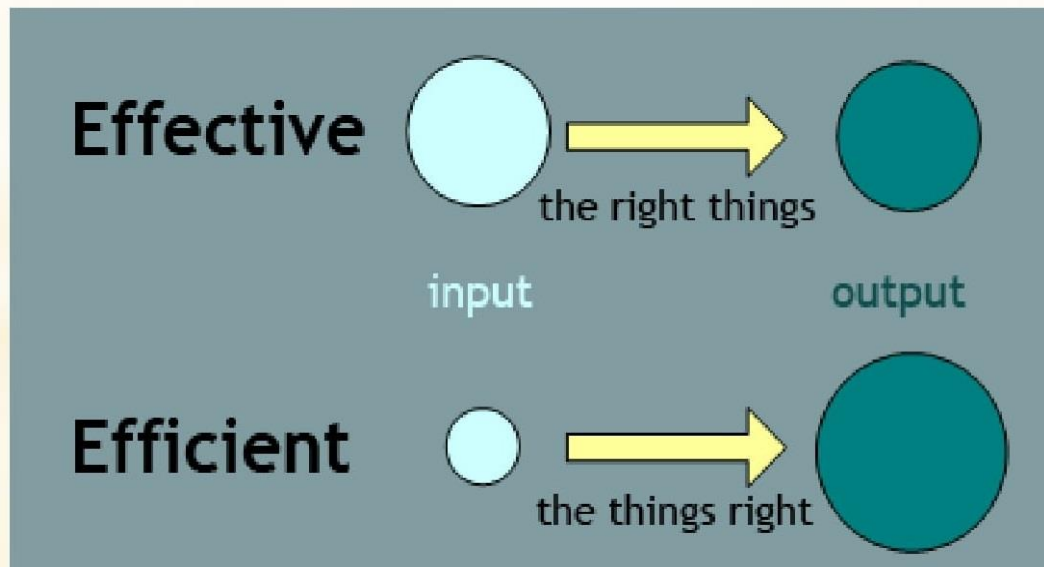 Effective
the right things
input output
Efficient
the things right